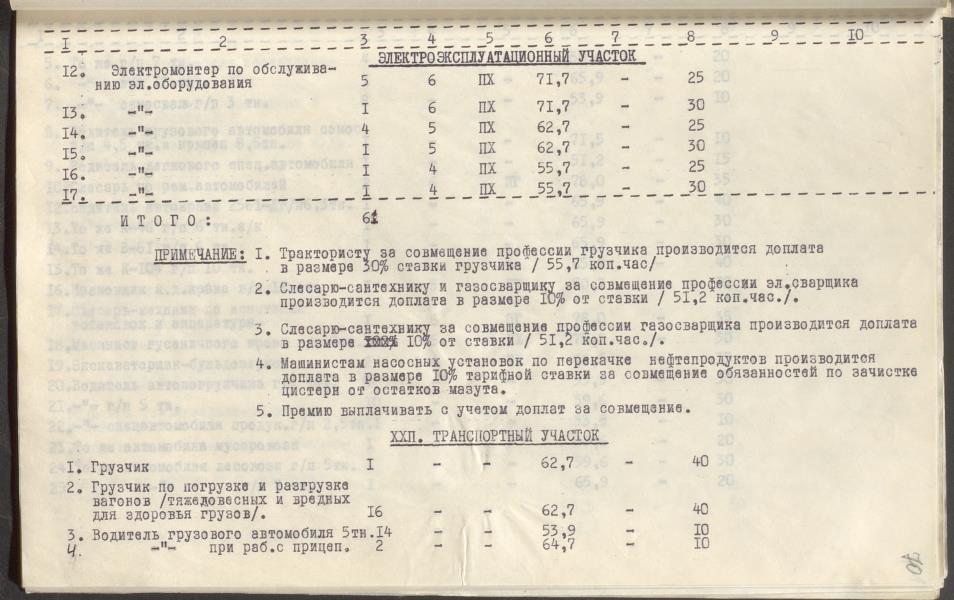 I 2 3 4 5 6 7 8 9 IO
ЭЛЕКТРОЭКСПЛУАТАЦИОННЫЙ УЧАСТОК
I2. Электромонтер по обслужива-
нию эл.оборудования 5 6 ПХ 7I,7 - 25
I3. -"- I 6 ПХ 7I,7 - 30
I4. -"- 4 5 ПХ 62,7 - 25
I5. -"- I 5 ПХ 62,7 - 30
I6. -"- I 4 ПХ 55,7 - 25
I7. -"- I 4 ПХ 55,7 - 30
И Т О Г О : 61
ПРИМЕЧАНИЕ: I. Трактористу за совмещение профессии грузчика производится доплата
в размере 30% ставки грузчика / 55,7 коп.час/
2. Слесарю-сантехнику и газосварщику за совмещение профессии эл.сварщика
производится доплата в размере I0% от ставки / 5I,2 коп.час./.
3. Слесарю-сантехнику за совмещение профессии газосварщика производится доплата
в размере I0% от ставки / 5I,2 коп.час./.
4. Машинистам насосных установок по перекачке нефтепродуктов производится
доплата в размере I0% тарифной ставки за совмещение обязанностей по зачистке
цистерн от остатков мазута.
5. Премию выплачивать с учетом доплат за совмещение.
ХХП. ТРАНСПОРТНЫЙ УЧАСТОК
I. Грузчик I - - 62,7 - 40
2. Грузчик по погрузке и разгрузке
вагонов /тяжедовесных и вредных
для здоровья грузов/. I6 - - 62,7 - 40
3. Водитель грузового автомобиля 5тн. I4 - - 53,9 - I0
4. -"- при раб.с прицеп. 2 - - 64,7 - I0